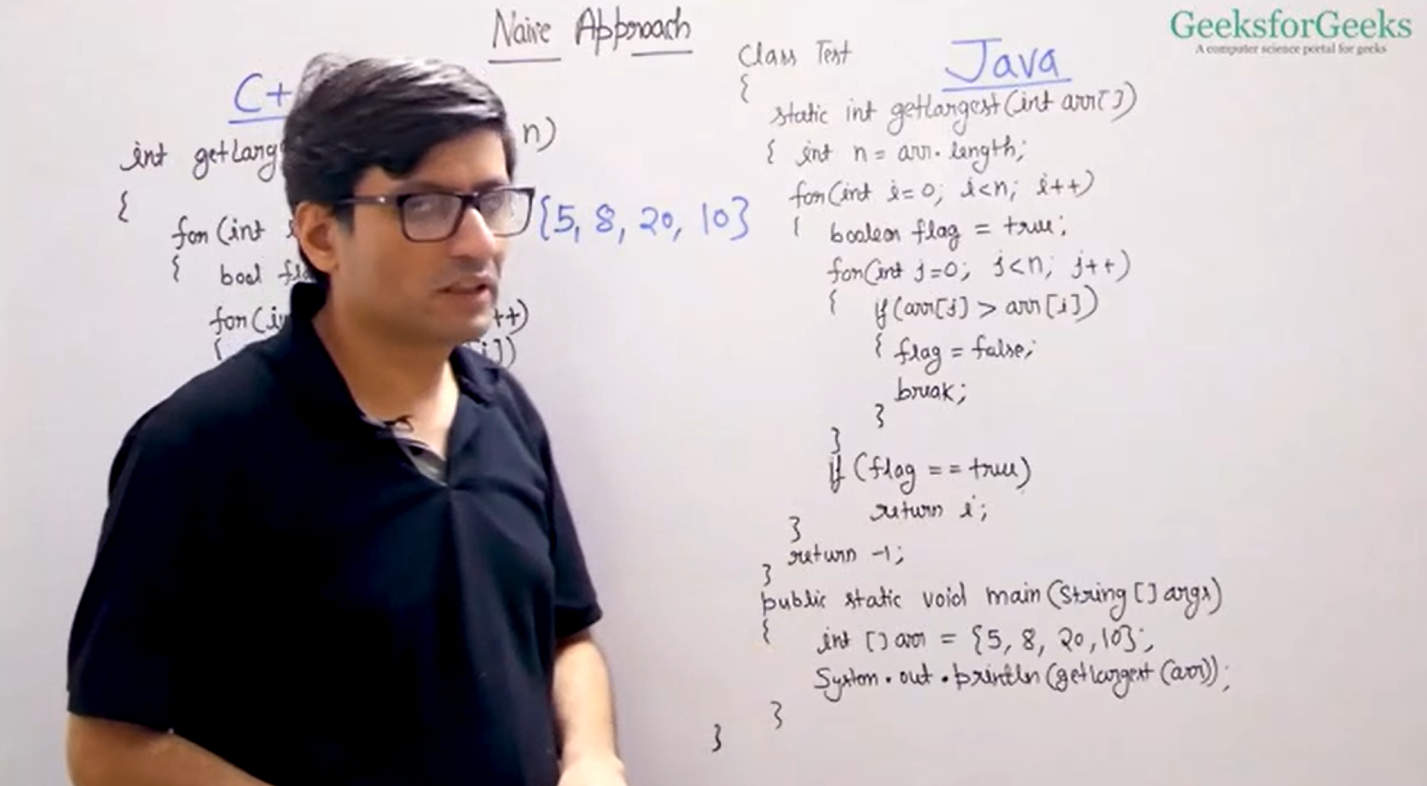 GeeksforGeeks
A computer science portal for geeks
Naive Approach
C+
int getLarg
n)
{
for(int
{5, 8, 20, 10}
{ bool fl
for(i
++)
{
i])
Java
Class Test
{
static int getLargest(int arr[])
{ int n = arr.length;
for(int i=0; i<n; i++)
{ boolean flag = true;
for(int j=0; j<n; j++)
{ if(arr[j] > arr[i])
{ flag = false;
break;
}
}
if (flag == true)
return i;
}
return -1;
}
public static void main(String [] args)
{ int [] arr = {5, 8, 20, 10};
System.out.println(getLargest(arr));
}
}